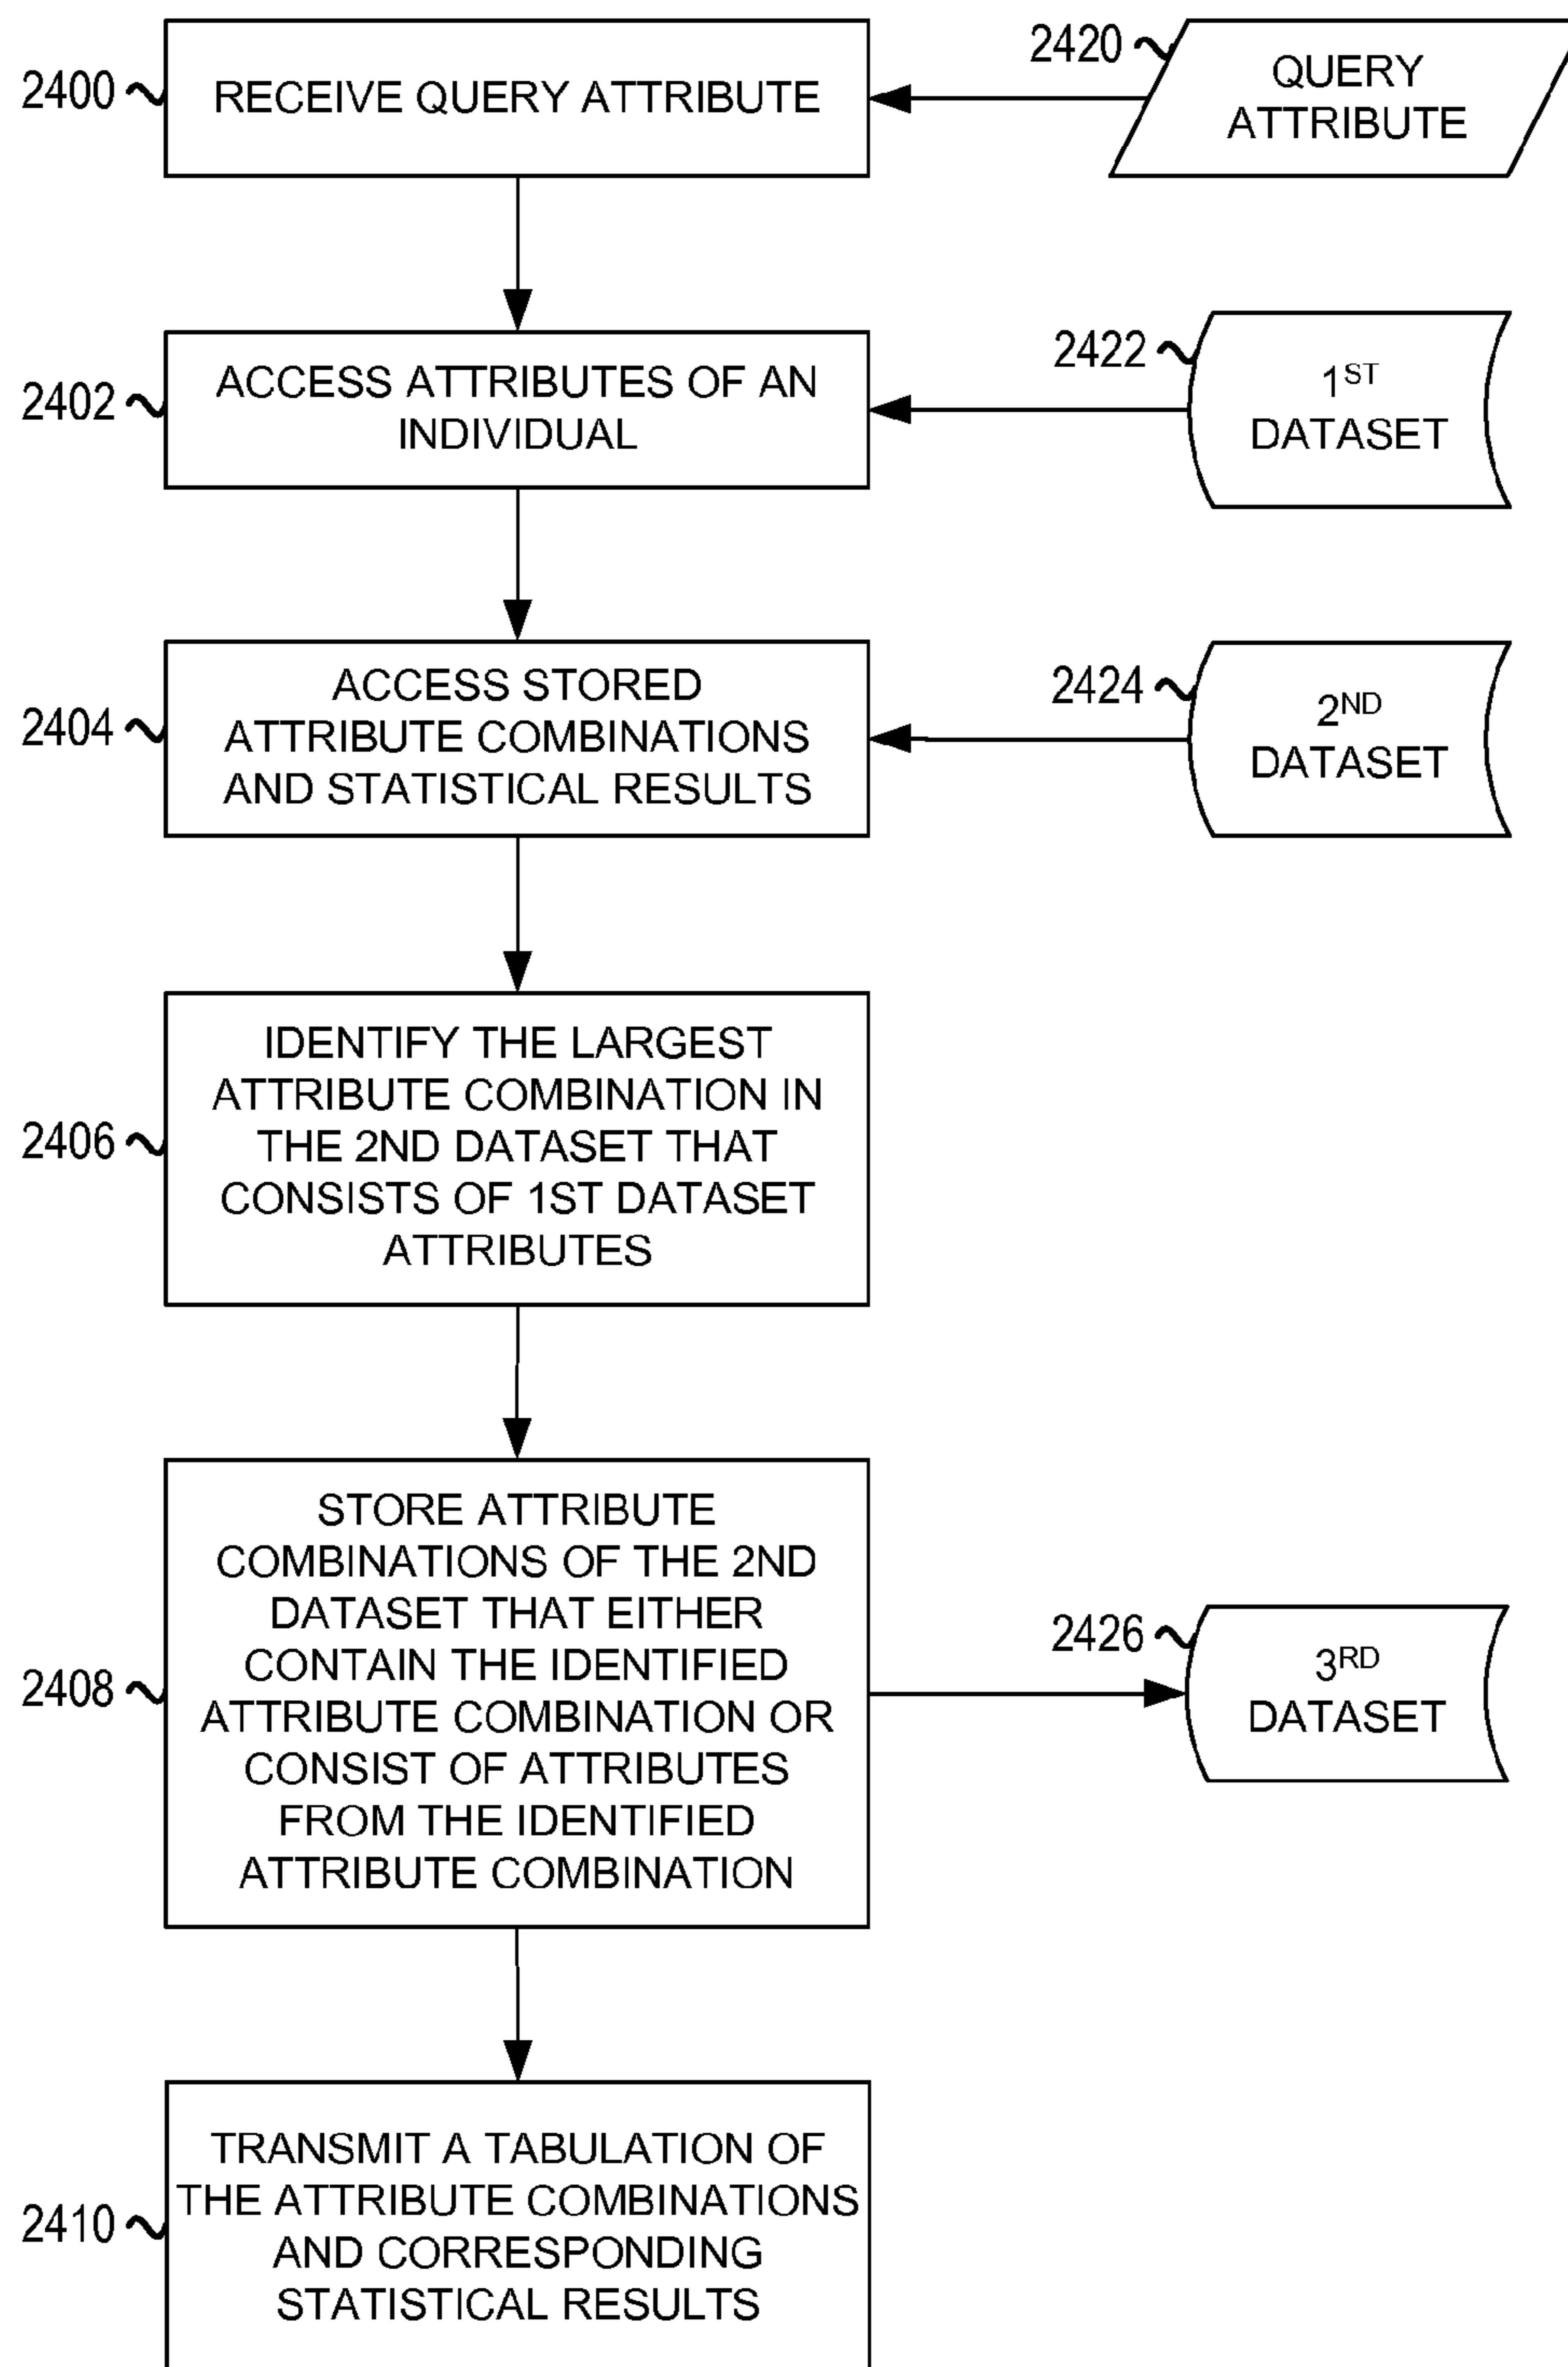 2400
RECEIVE QUERY ATTRIBUTE
2420
QUERY
ATTRIBUTE
2402
ACCESS ATTRIBUTES OF AN
INDIVIDUAL
2422
1ST
DATASET
2404
ACCESS STORED
ATTRIBUTE COMBINATIONS
AND STATISTICAL RESULTS
2424
2ND
DATASET
2406
IDENTIFY THE LARGEST
ATTRIBUTE COMBINATION IN
THE 2ND DATASET THAT
CONSISTS OF 1ST DATASET
ATTRIBUTES
2408
STORE ATTRIBUTE
COMBINATIONS OF THE 2ND
DATASET THAT EITHER
CONTAIN THE IDENTIFIED
ATTRIBUTE COMBINATION OR
CONSIST OF ATTRIBUTES
FROM THE IDENTIFIED
ATTRIBUTE COMBINATION
2426
3RD
DATASET
2410
TRANSMIT A TABULATION OF
THE ATTRIBUTE COMBINATIONS
AND CORRESPONDING
STATISTICAL RESULTS